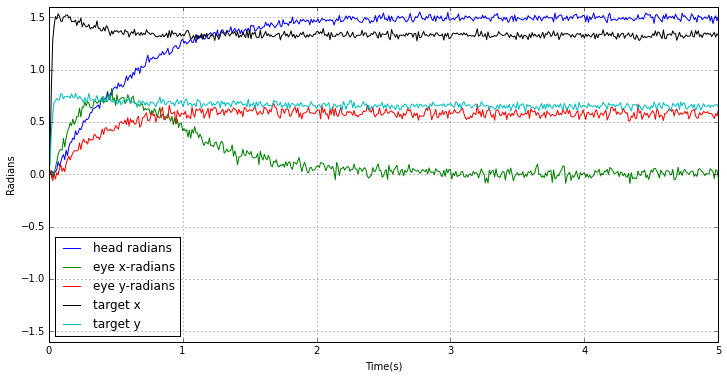 1.5
1.0
0.5
0.0
−0.5
−1.0
−1.5
Radians
head radians
eye x-radians
eye y-radians
target x
target y
0 1 2 3 4 5
Time(s)